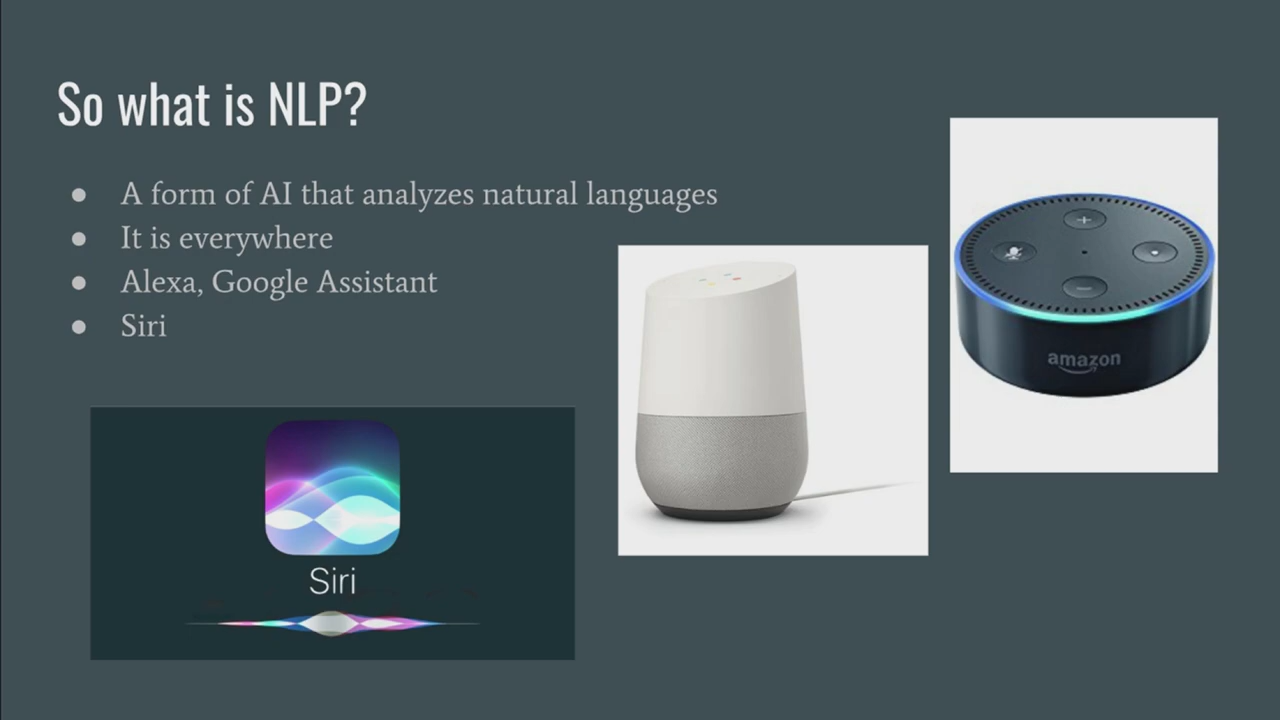 So what is NLP?
A form of AI that analyzes natural languages
It is everywhere
Alexa, Google Assistant
Siri
amazon
Siri